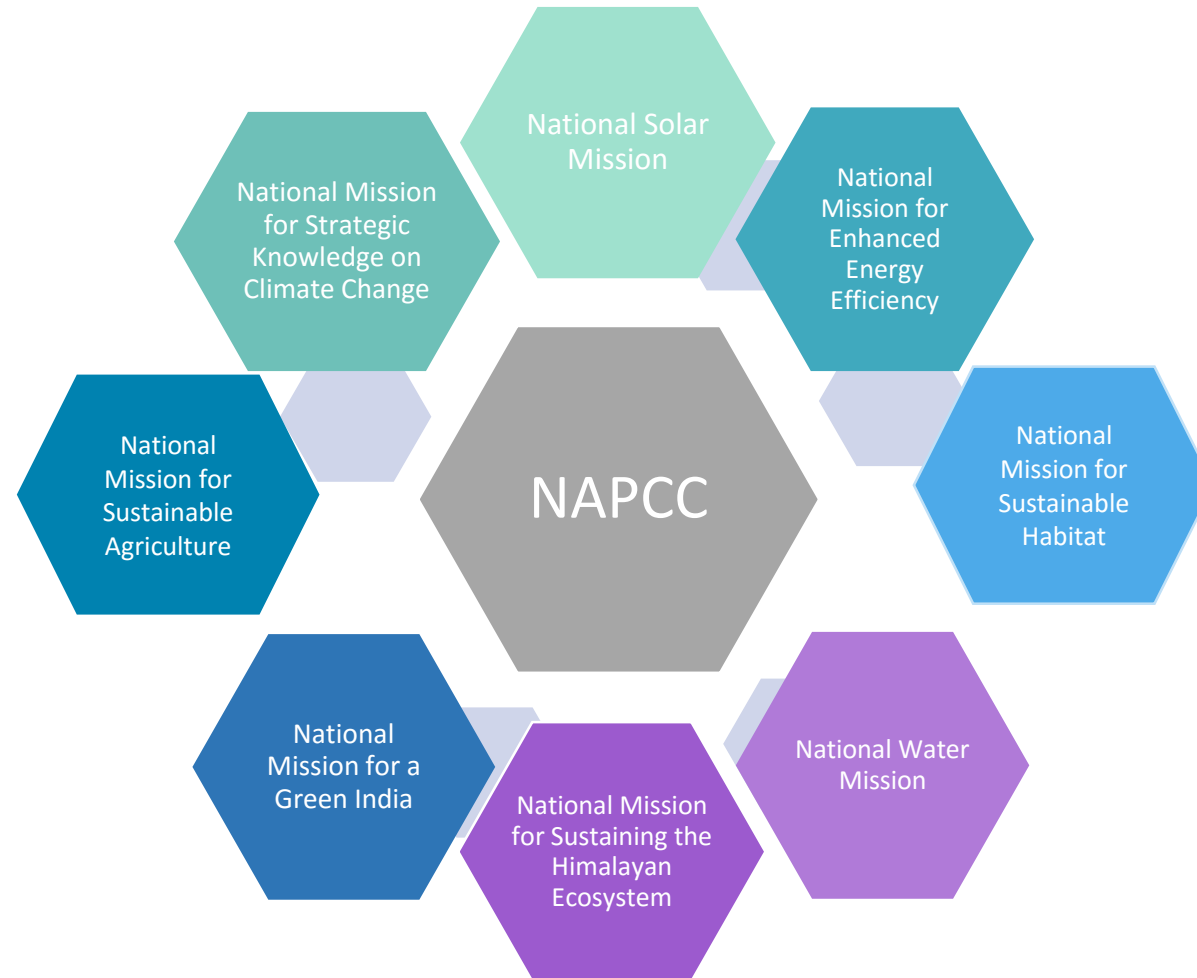 National Solar
Mission
National
Mission for
Enhanced
Energy
Efficiency
National
Mission for
Sustainable
Habitat
National Water
Mission
National Mission
for Sustaining the
Himalayan
Ecosystem
National
Mission for a
Green India
National
Mission for
Sustainable
Agriculture
National Mission
for Strategic
Knowledge on
Climate Change
NAPCC